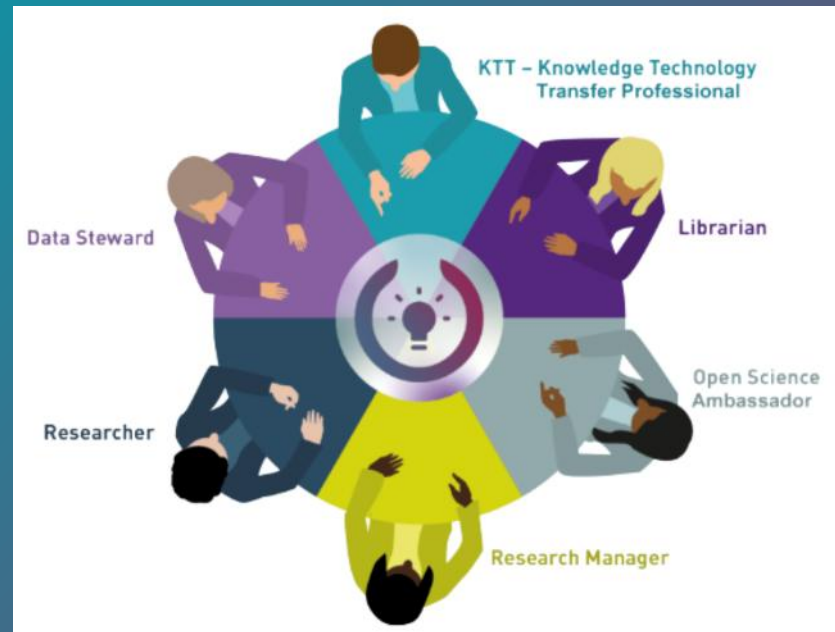 KTT – Knowledge Technology
Transfer Professional
Data Steward
Librarian
Open Science
Ambassador
Researcher
Research Manager